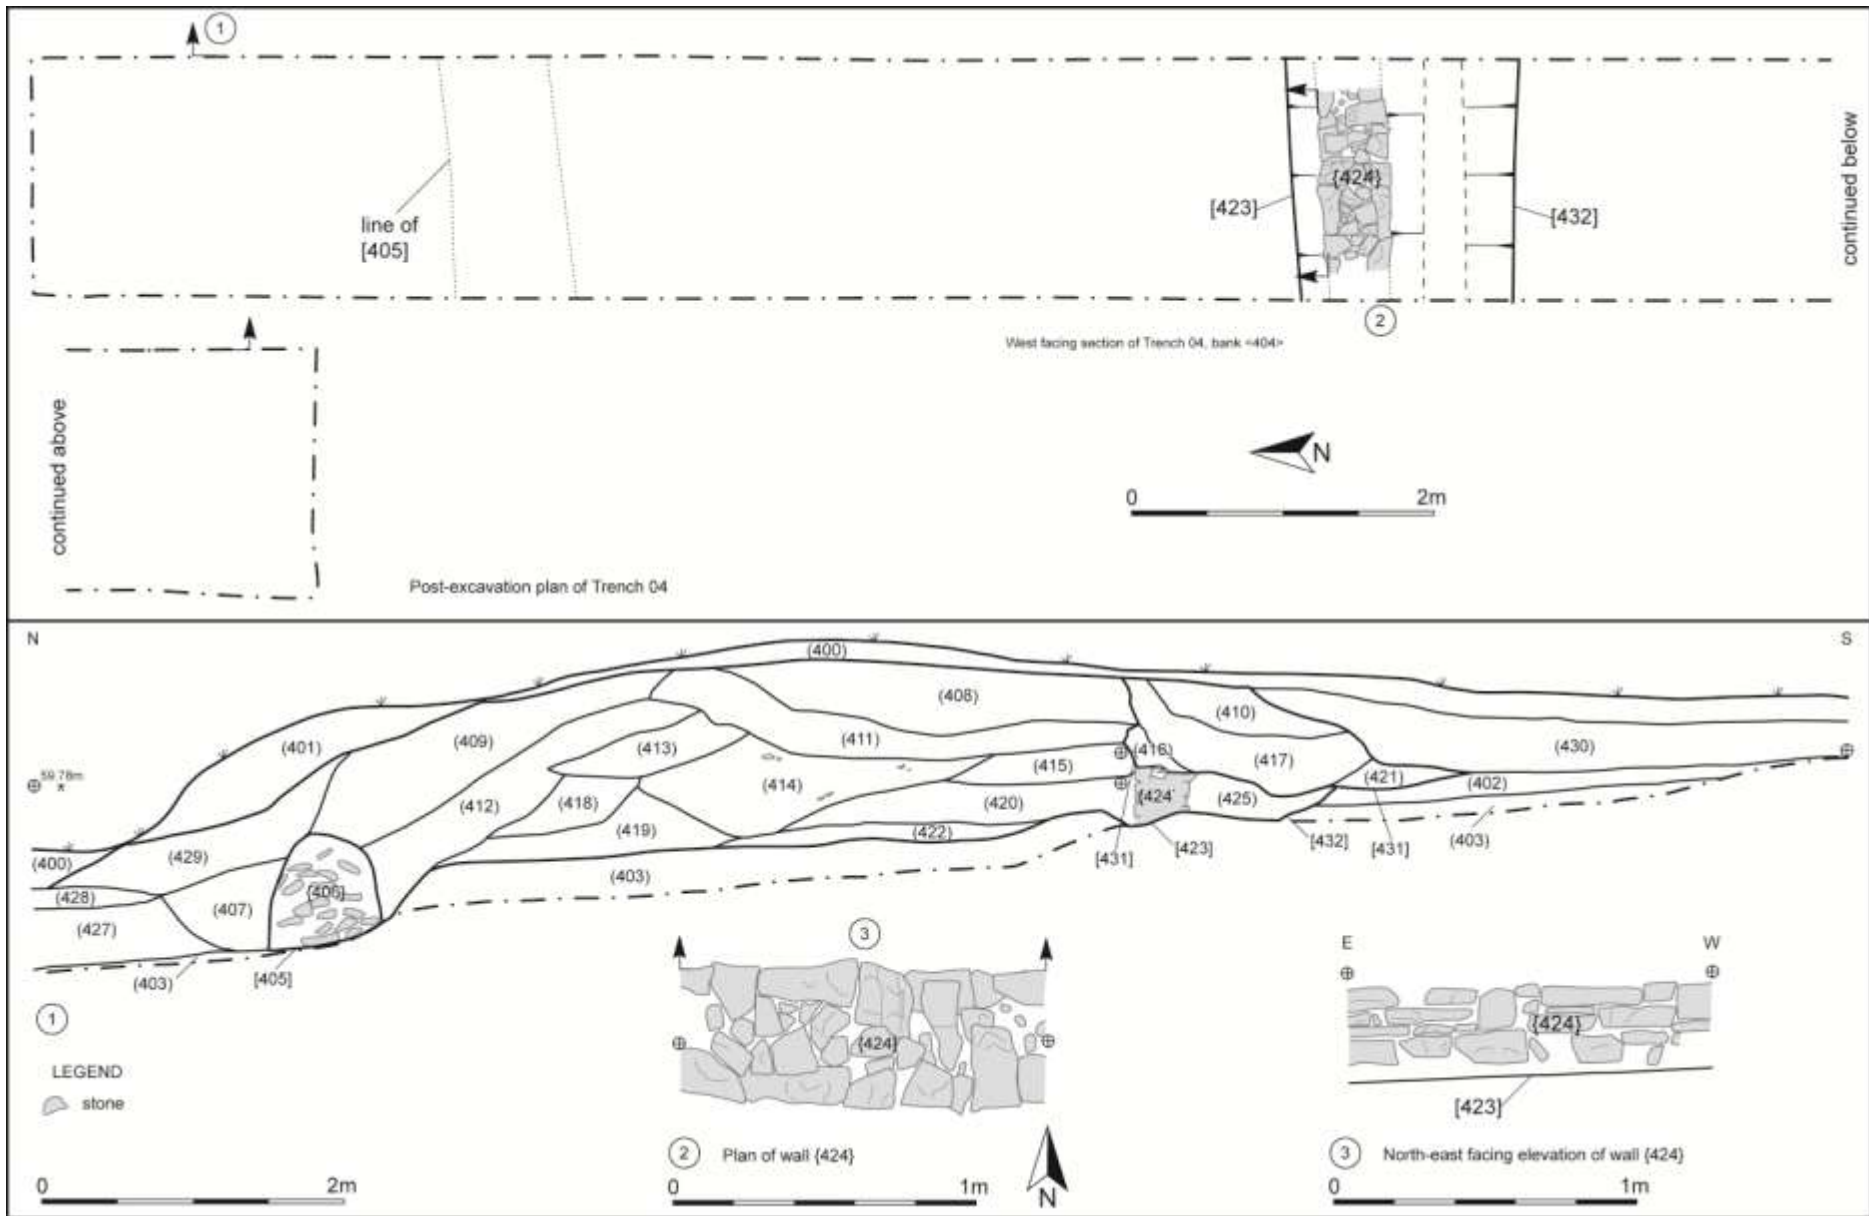 1
line of
[405]
[423]
{424}
[432]
continued below
2
West facing section of Trench 04, bank <404>
continued above
N
0 2m
Post-excavation plan of Trench 04
N
S
(400)
(408)
(401)
(409)
(410)
(411)
(413)
(416)
(430)
59.78m
(415)
(417)
(414)
(421)
(402)
(412)
(418)
(420)
{424
(425)
(419)
(422)
(400)
(429)
[431]
[423]
[432]
[431]
(403)
(403)
(428)
(406)
(407)
(427)
(403)
[405]
3
E
W
1
{424}
{424}
LEGEND
stone
[423]
2 Plan of wall {424}
3 North-east facing elevation of wall {424}
0 2m
0 1m
N
0 1m